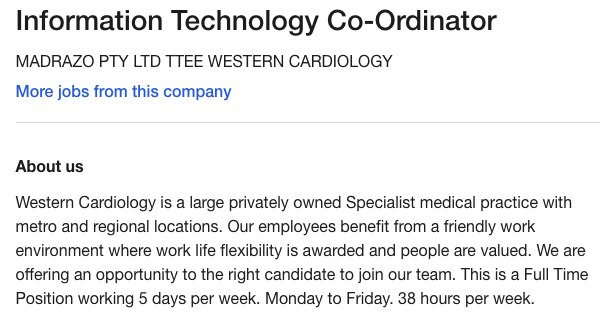 Information Technology Co-Ordinator
MADRAZO PTY LTD TTEE WESTERN CARDIOLOGY
More jobs from this company
About us
Western Cardiology is a large privately owned Specialist medical practice with
metro and regional locations. Our employees benefit from a friendly work
environment where work life flexibility is awarded and people are valued. We are
offering an opportunity to the right candidate to join our team. This is a Full Time
Position working 5 days per week. Monday to Friday. 38 hours per week.